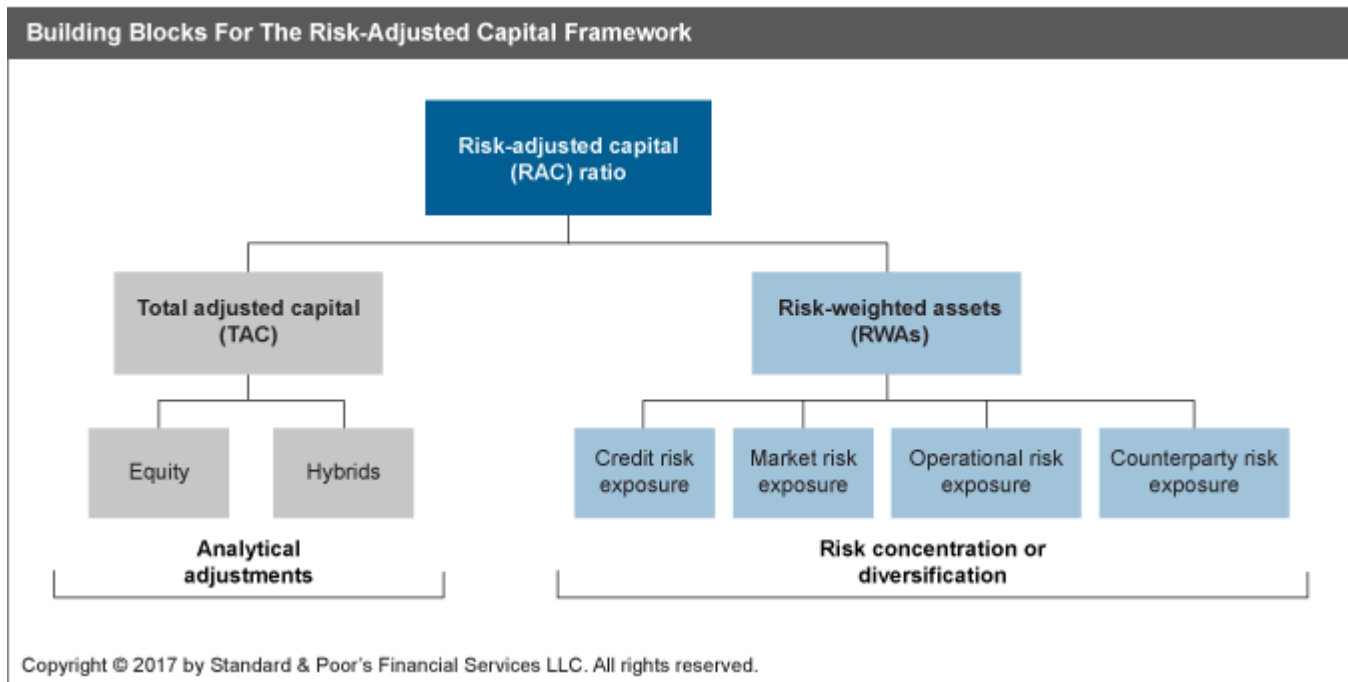 Building Blocks For The Risk-Adjusted Capital Framework
Risk-adjusted capital
(RAC) ratio
Total adjusted capital
(TAC)
Risk-weighted assets
(RWAs)
Equity
Hybrids
Credit risk
exposure
Market risk
exposure
Operational risk
exposure
Counterparty risk
exposure
Analytical
adjustments
Risk concentration or
diversification
Copyright © 2017 by Standard & Poor's Financial Services LLC. All rights reserved.